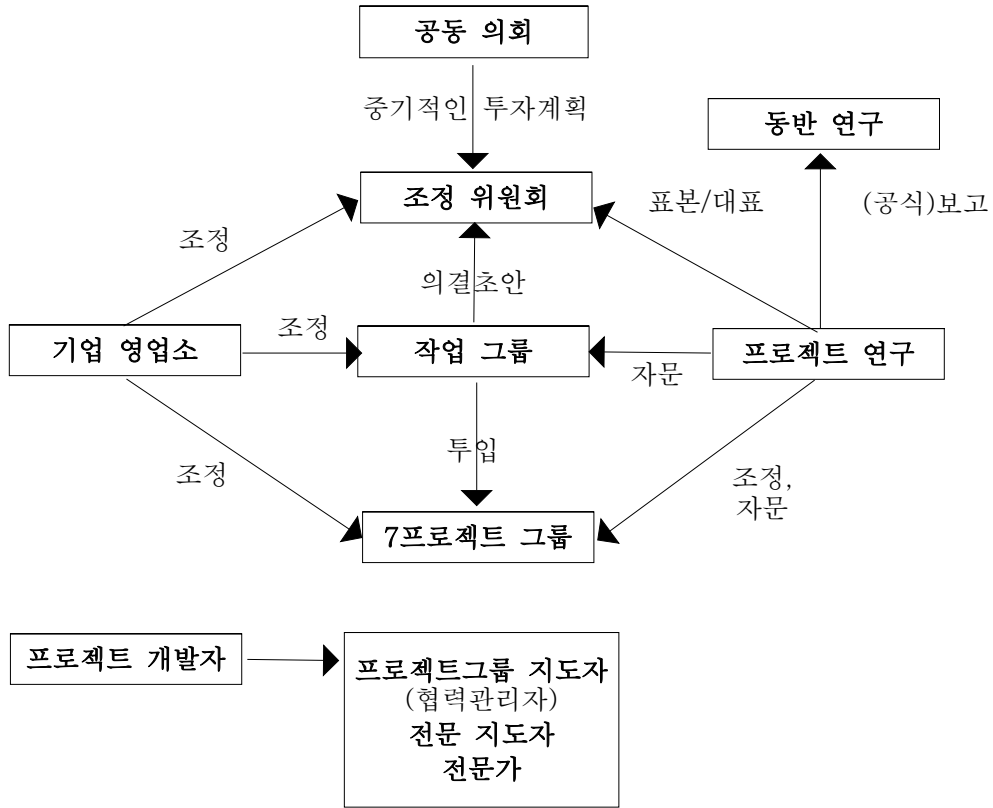 공동 의회
중기적인 투자계획
동반 연구
조정 위원회
표본/대표
(공식)보고
조정
의결초안
기업 영업소
조정
작업 그룹
프로젝트 연구
자문
조정
투입
조정,
자문
7프로젝트 그룹
프로젝트 개발자
프로젝트그룹 지도자
(협력관리자)
전문 지도자
전문가